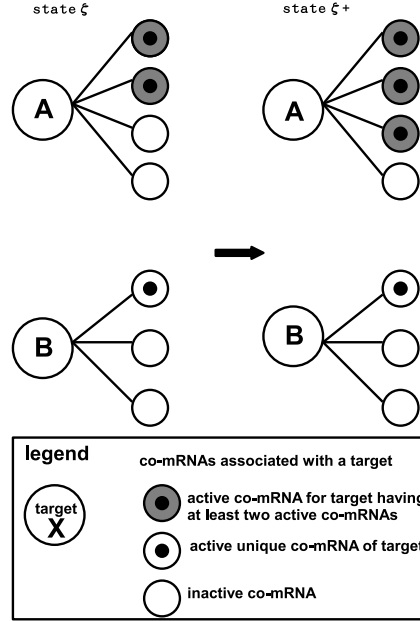 state ζ
state ζ+
A
A
B
B
legend
co-mRNAs associated with a target
target
X
active co-mRNA for target having
at least two active co-mRNAs
active unique co-mRNA of target
inactive co-mRNA